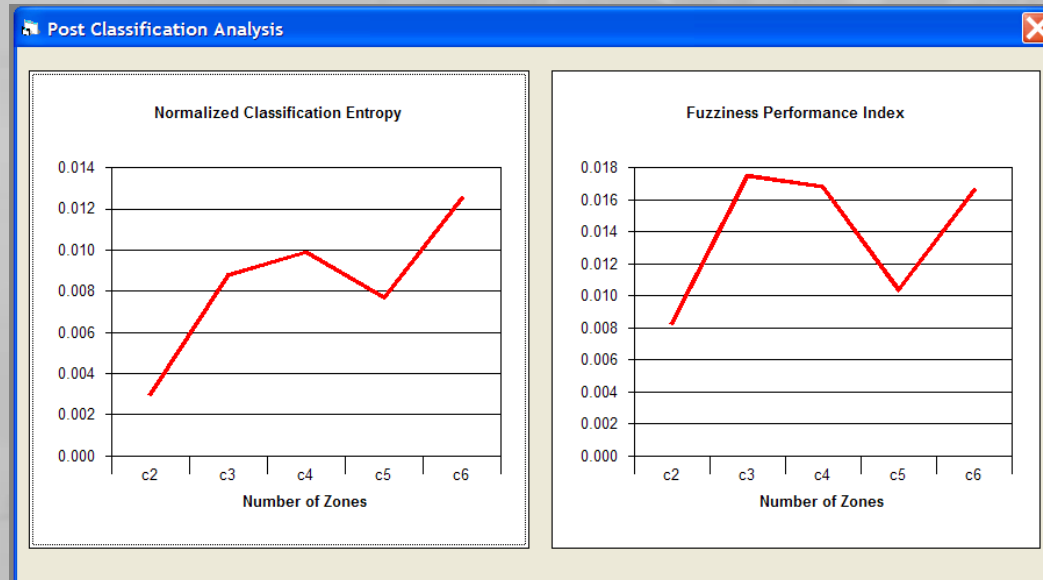 Post Classification Analysis
Normalized Classification Entropy
0.014
0.012
0.010
0.008
0.006
0.004
0.002
0.000
c2 c3 c4 c5 c6
Number of Zones
Fuzziness Performance Index
0.018
0.016
0.014
0.012
0.010
0.008
0.006
0.004
0.002
0.000
c2 c3 c4 c5 c6
Number of Zones